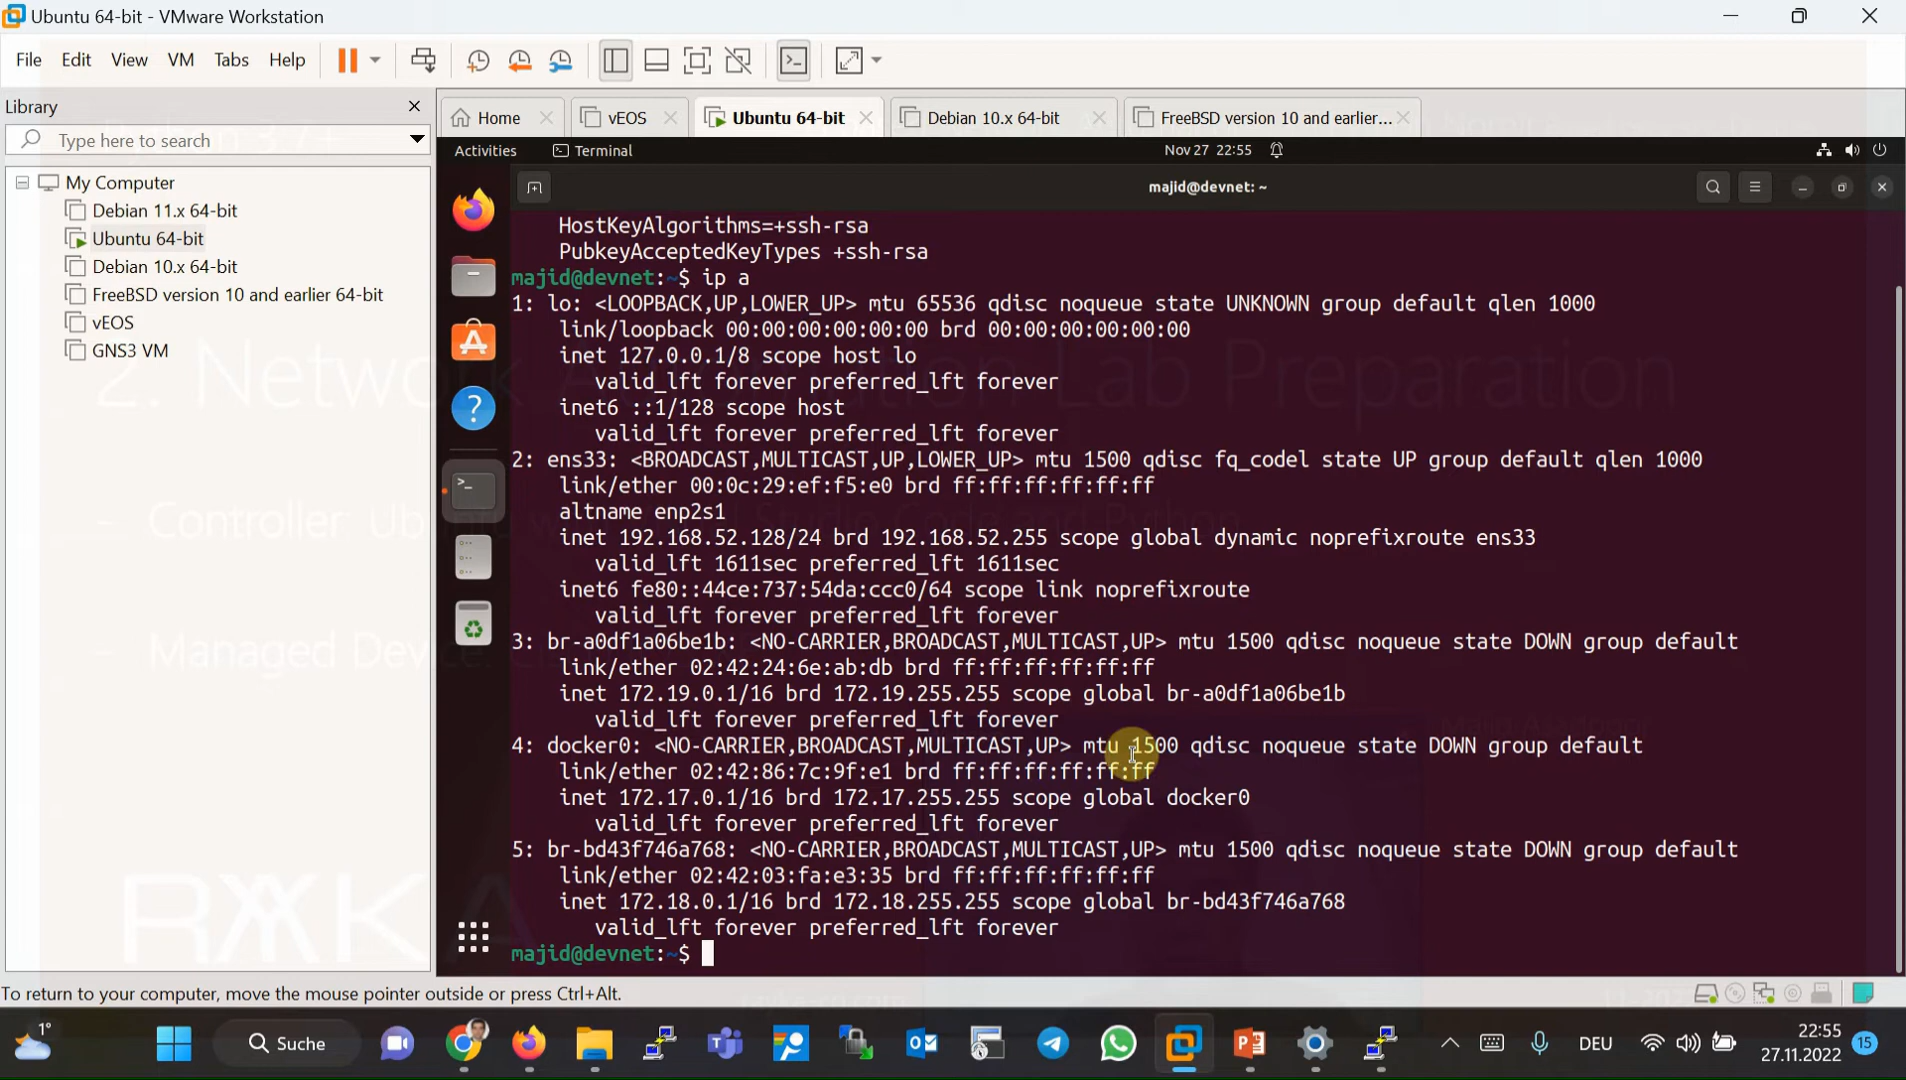 Ubuntu 64-bit - VMware Workstation
File Edit View VM Tabs Help
Library
Type here to search
My Computer
Debian 11.x 64-bit
Ubuntu 64-bit
Debian 10.x 64-bit
FreeBSD version 10 and earlier 64-bit
vEOS
GNS3 VM
Home vEOS Ubuntu 64-bit Debian 10.x 64-bit FreeBSD version 10 and earlier...
Activities Terminal Nov 27 22:55
majid@devnet: ~
HostKeyAlgorithms=+ssh-rsa
PubkeyAcceptedKeyTypes +ssh-rsa
majid@devnet:~$ ip a
1: lo: <LOOPBACK,UP,LOWER_UP> mtu 65536 qdisc noqueue state UNKNOWN group default qlen 1000
link/loopback 00:00:00:00:00:00 brd 00:00:00:00:00:00
inet 127.0.0.1/8 scope host lo
valid_lft forever preferred_lft forever
inet6 ::1/128 scope host
valid_lft forever preferred_lft forever
2: ens33: <BROADCAST,MULTICAST,UP,LOWER_UP> mtu 1500 qdisc fq_codel state UP group default qlen 1000
link/ether 00:0c:29:ef:f5:e0 brd ff:ff:ff:ff:ff:ff
altname enp2s1
inet 192.168.52.128/24 brd 192.168.52.255 scope global dynamic noprefixroute ens33
valid_lft 1611sec preferred_lft 1611sec
inet6 fe80::44ce:737:54da:ccc0/64 scope link noprefixroute
valid_lft forever preferred_lft forever
3: br-a0df1a06be1b: <NO-CARRIER,BROADCAST,MULTICAST,UP> mtu 1500 qdisc noqueue state DOWN group default
link/ether 02:42:24:6e:ab:db brd ff:ff:ff:ff:ff:ff
inet 172.19.0.1/16 brd 172.19.255.255 scope global br-a0df1a06be1b
valid_lft forever preferred_lft forever
4: docker0: <NO-CARRIER,BROADCAST,MULTICAST,UP> mtu 1500 qdisc noqueue state DOWN group default
link/ether 02:42:86:7c:9f:e1 brd ff:ff:ff:ff:ff:ff
inet 172.17.0.1/16 brd 172.17.255.255 scope global docker0
valid_lft forever preferred_lft forever
5: br-bd43f746a768: <NO-CARRIER,BROADCAST,MULTICAST,UP> mtu 1500 qdisc noqueue state DOWN group default
link/ether 02:42:03:fa:e3:35 brd ff:ff:ff:ff:ff:ff
inet 172.18.0.1/16 brd 172.18.255.255 scope global br-bd43f746a768
valid_lft forever preferred_lft forever
majid@devnet:~$
2. Network Automation Lab Preparation
- Controller
- Managed Device:
To return to your computer, move the mouse pointer outside or press Ctrl+Alt.
1°
Suche
DEU
22:55
27.11.2022
15